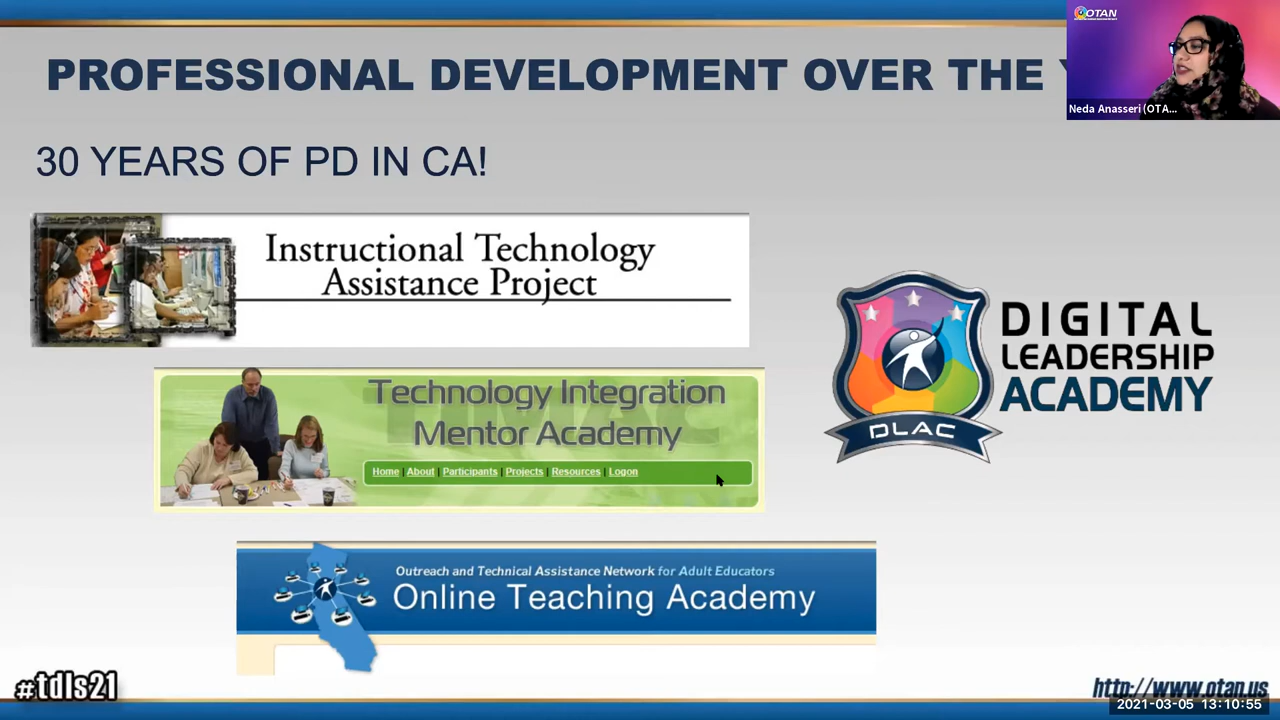 PROFESSIONAL DEVELOPMENT OVER THE
OTAN
Neda Anasseri (OTA...
30 YEARS OF PD IN CA!
Instructional Technology
Assistance Project
Technology Integration
Mentor Academy
Home | About | Participants | Projects | Resources | Logon
DIGITAL
LEADERSHIP
ACADEMY
DLAC
Outreach and Technical Assistance Network for Adult Educators
Online Teaching Academy
#tdls21
http://www.otan.us
2021-03-05 13:10:55